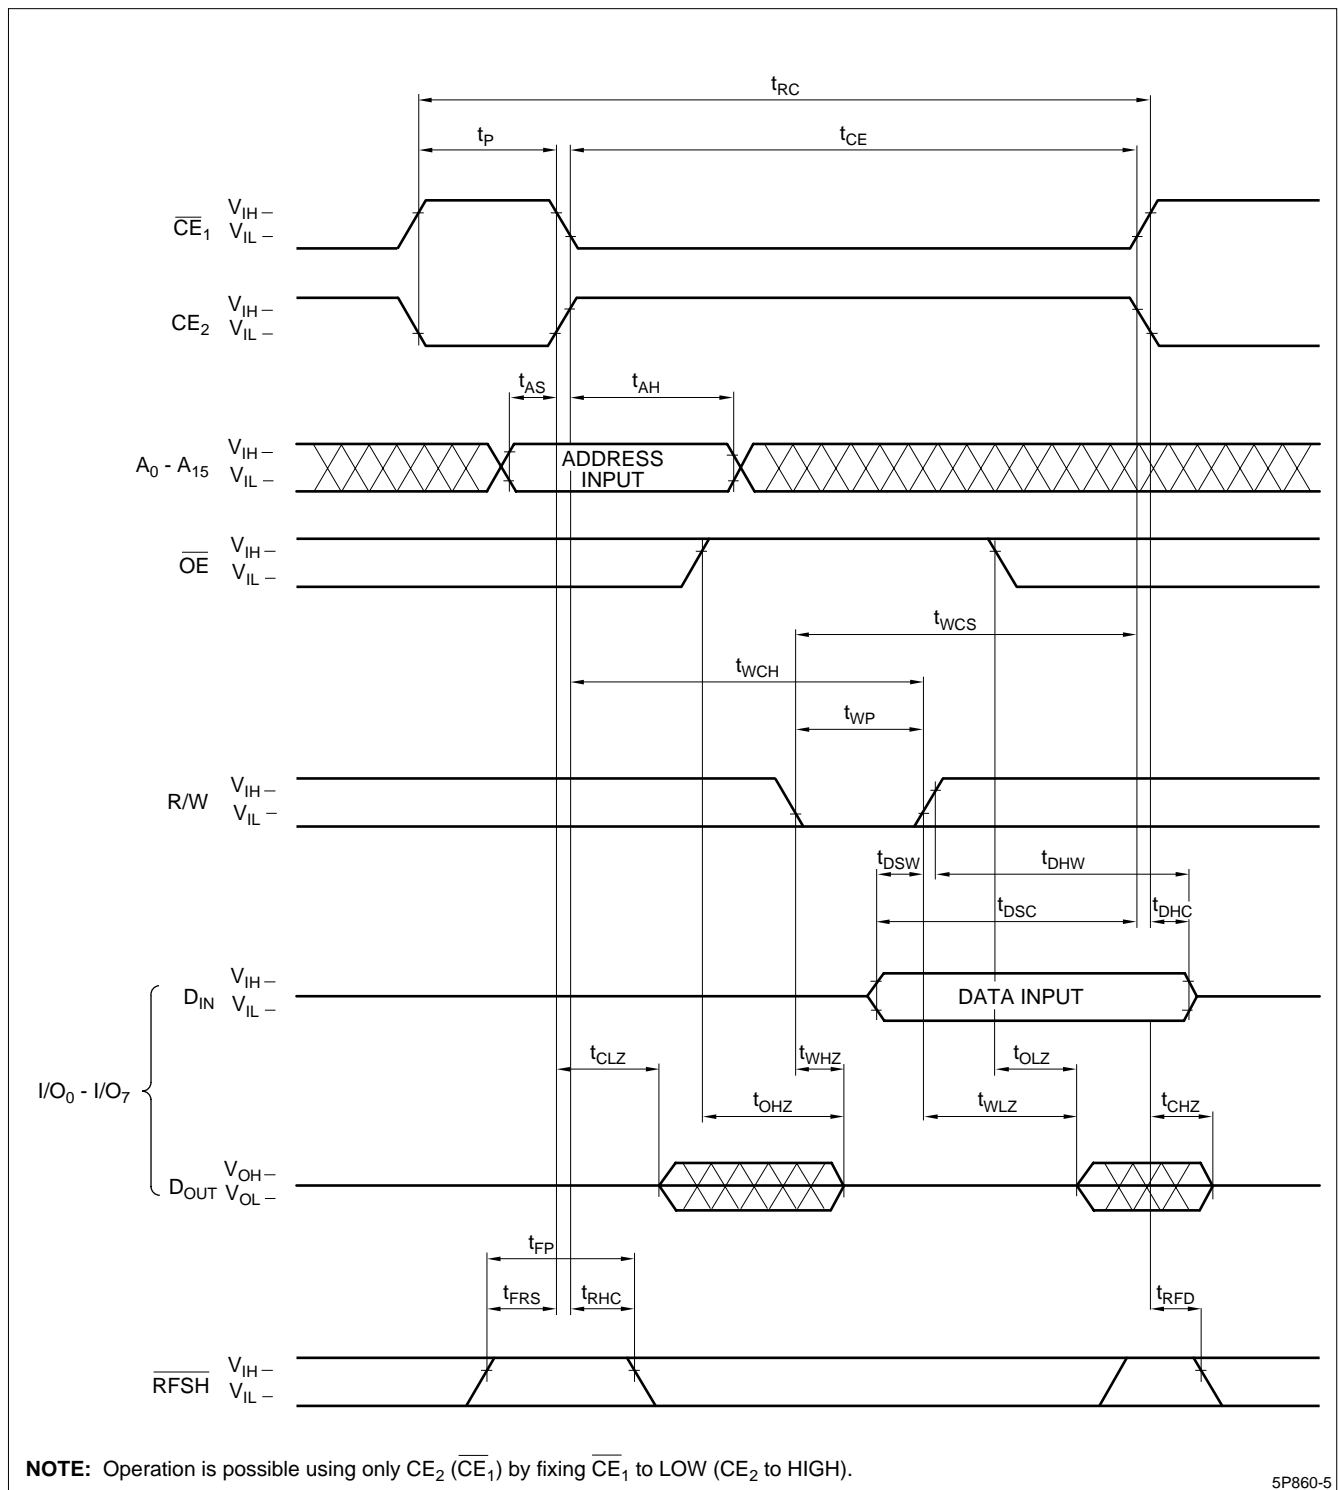 tRC
tP
tCE
CE1
VIH
VIL
CE2
VIH
VIL
tAS
tAH
A0 - A15
VIH
VIL
ADDRESS
INPUT
OE
VIH
VIL
tWCS
tWCH
tWP
R/W
VIH
VIL
tDSW
tDHW
tDSC
tDHC
DIN
VIH
VIL
DATA INPUT
tCLZ
tWHZ
tOLZ
I/O0 - I/O7
tOHZ
tWLZ
tCHZ
DOUT
VOH
VOL
tFP
tFRS
tRHC
tRFD
RFSH
VIH
VIL
NOTE: Operation is possible using only CE2 (CE1) by fixing CE1 to LOW (CE2 to HIGH).
5P860-5